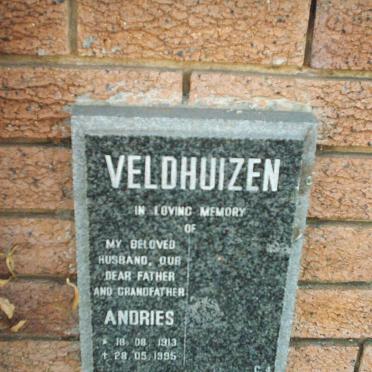 VELDHUIZEN
IN LOVING MEMORY
OF
MY BELOVED
HUSBAND, OUR
DEAR FATHER
AND GRANDFATHER
ANDRIES
* 18 · 08 · 1913
† 28 · 05 · 1995